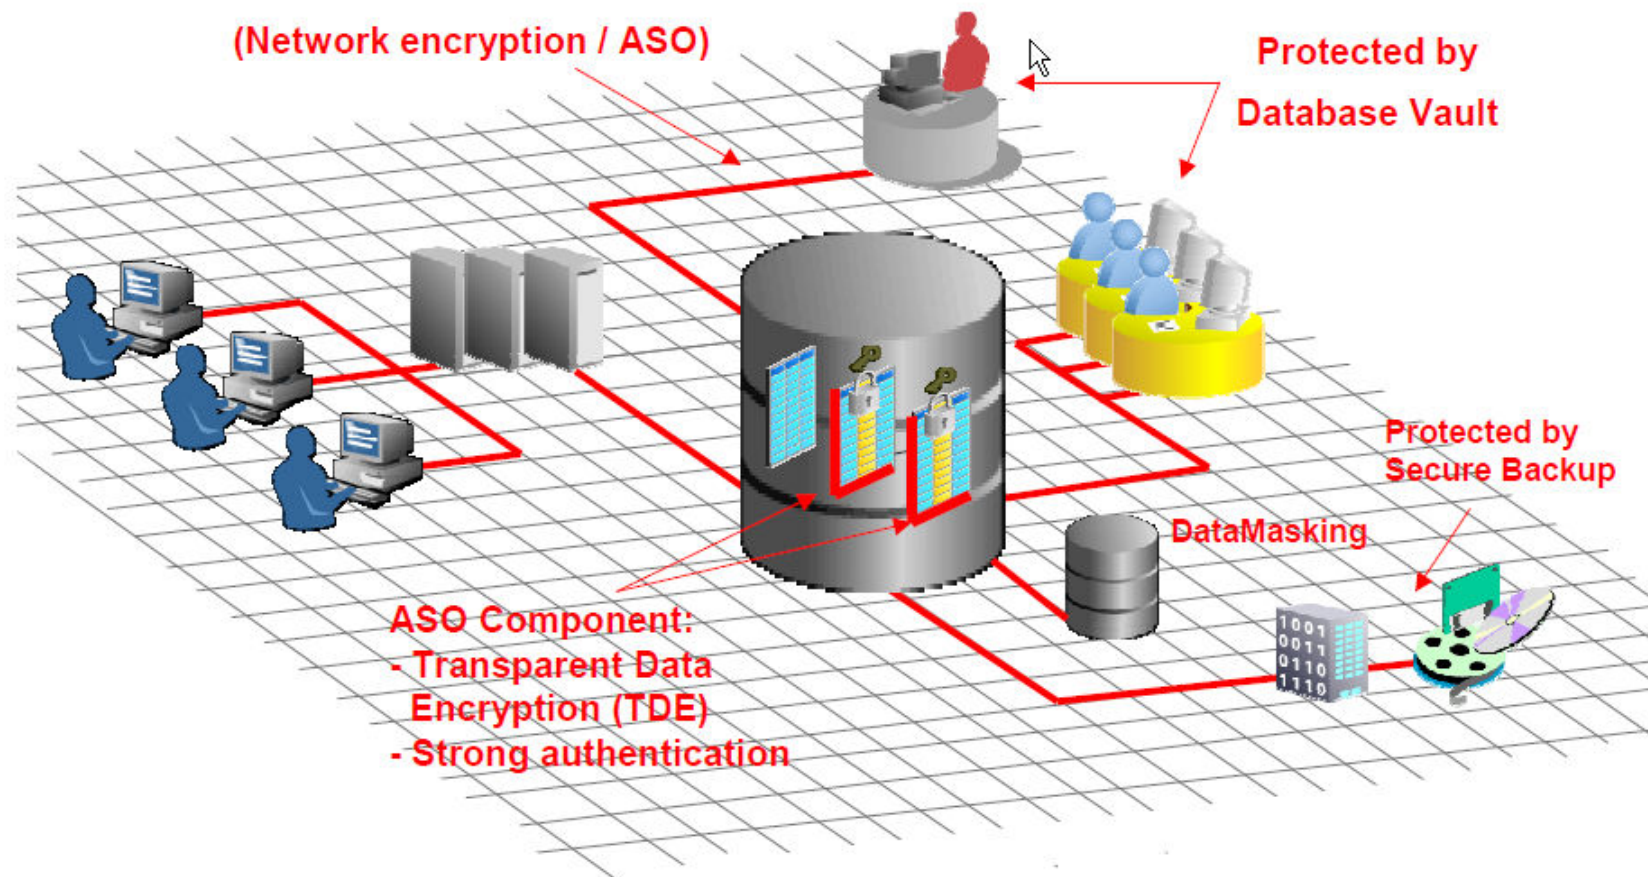 (Network encryption / ASO)
Protected by
Database Vault
Protected by
Secure Backup
DataMasking
ASO Component:
- Transparent Data
Encryption (TDE)
- Strong authentication
1001
0011
0110
1110